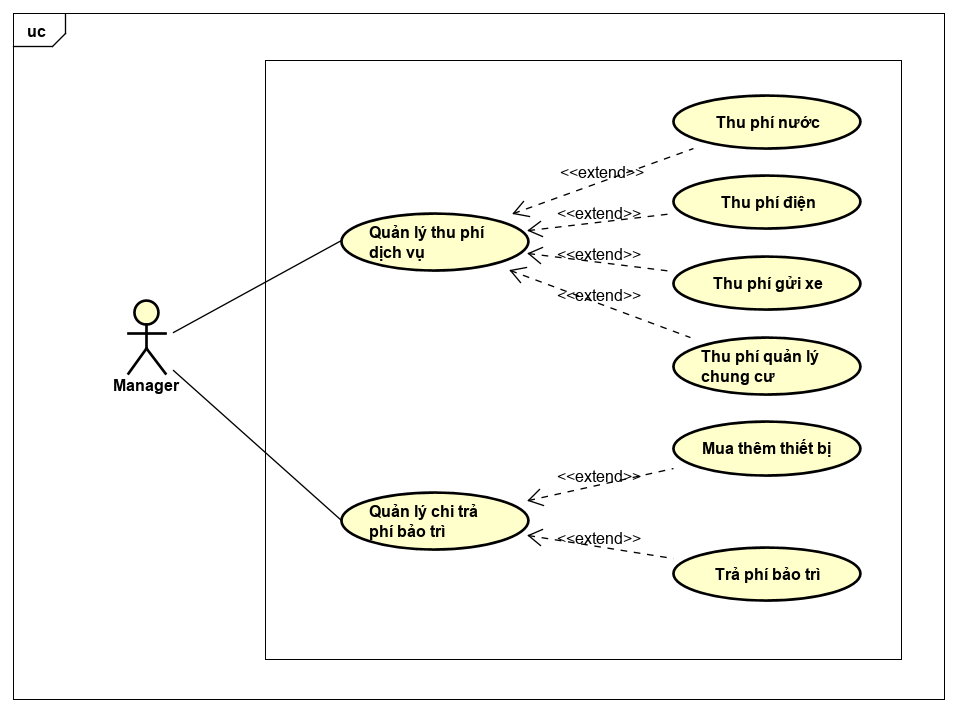 uc
Thu phí nước
<<extend>>
Thu phí điện
<<extend>>
Quản lý thu phí
dịch vụ
<<extend>>
Thu phí gửi xe
<<extend>>
Thu phí quản lý
chung cư
Manager
Mua thêm thiết bị
<<extend>>
Quản lý chi trả
phí bảo trì
<<extend>>
Trả phí bảo trì